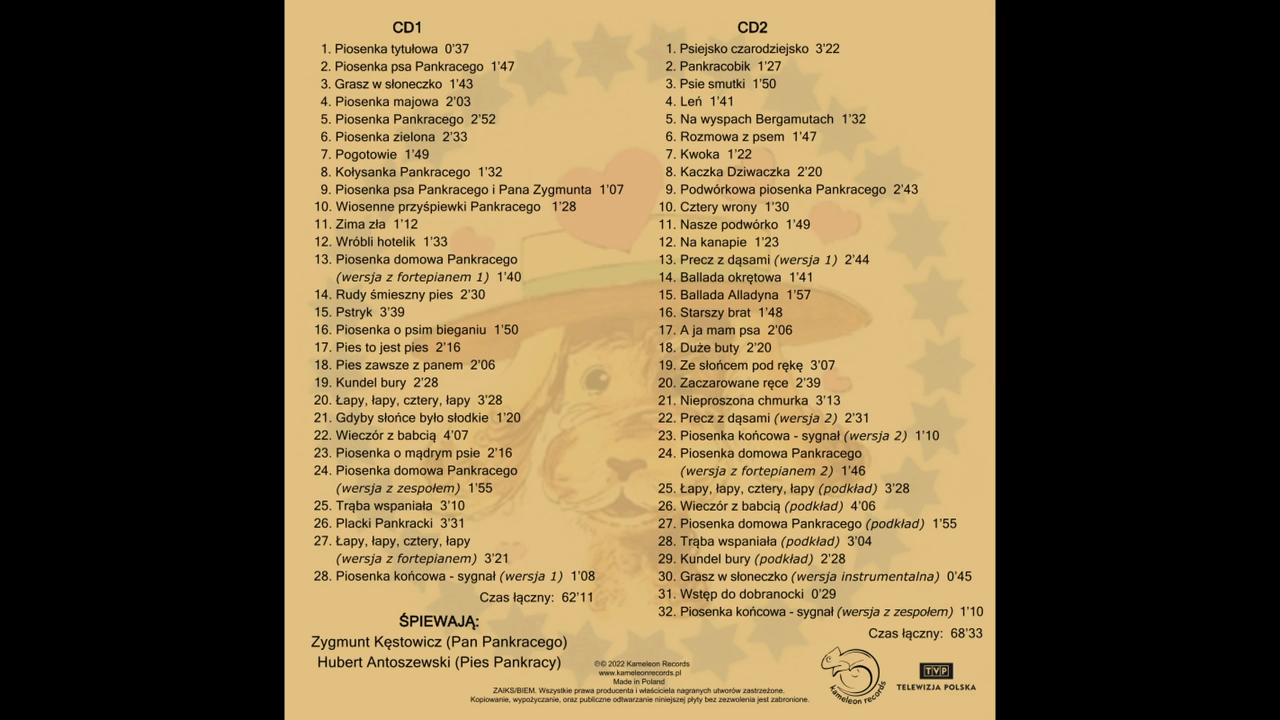 CD1
1. Piosenka tytułowa 0'37
2. Piosenka psa Pankracego 1'47
3. Grasz w słoneczko 1'43
4. Piosenka majowa 2'03
5. Piosenka Pankracego 2'52
6. Piosenka zielona 2'33
7. Pogotowie 1'49
8. Kołysanka Pankracego 1'32
9. Piosenka psa Pankracego i Pana Zygmunta 1'07
10. Wiosenne przyśpiewki Pankracego 1'28
11. Zima zła 1'12
12. Wróbli hotelik 1'33
13. Piosenka domowa Pankracego
(wersja z fortepianem 1) 1'40
14. Rudy śmieszny pies 2'30
15. Pstryk 3'39
16. Piosenka o psim bieganiu 1'50
17. Pies to jest pies 2'16
18. Pies zawsze z panem 2'06
19. Kundel bury 2'28
20. Łapy, łapy, cztery, łapy 3'28
21. Gdyby słońce było słodkie 1'20
22. Wieczór z babcią 4'07
23. Piosenka o mądrym psie 2'16
24. Piosenka domowa Pankracego
(wersja z zespołem) 1'55
25. Trąba wspaniała 3'10
26. Placki Pankracki 3'31
27. Łapy, łapy, cztery, łapy
(wersja z fortepianem) 3'21
28. Piosenka końcowa - sygnał (wersja 1) 1'08
Czas łączny: 62'11
ŚPIEWAJĄ:
Zygmunt Kęstowicz (Pan Pankracego)
Hubert Antoszewski (Pies Pankracy)
CD2
1. Psiejsko czarodziejsko 3'22
2. Pankracobik 1'27
3. Psie smutki 1'50
4. Leń 1'41
5. Na wyspach Bergamutach 1'32
6. Rozmowa z psem 1'47
7. Kwoka 1'22
8. Kaczka Dziwaczka 2'20
9. Podwórkowa piosenka Pankracego 2'43
10. Cztery wrony 1'30
11. Nasze podwórko 1'49
12. Na kanapie 1'23
13. Precz z dąsami (wersja 1) 2'44
14. Ballada okrętowa 1'41
15. Ballada Alladyna 1'57
16. Starszy brat 1'48
17. A ja mam psa 2'06
18. Duże buty 2'20
19. Ze słońcem pod rękę 3'07
20. Zaczarowane ręce 2'39
21. Nieproszona chmurka 3'13
22. Precz z dąsami (wersja 2) 2'31
23. Piosenka końcowa - sygnał (wersja 2) 1'10
24. Piosenka domowa Pankracego
(wersja z fortepianem 2) 1'46
25. Łapy, łapy, cztery, łapy (podkład) 3'28
26. Wieczór z babcią (podkład) 4'06
27. Piosenka domowa Pankracego (podkład) 1'55
28. Trąba wspaniała (podkład) 3'04
29. Kundel bury (podkład) 2'28
30. Grasz w słoneczko (wersja instrumentalna) 0'45
31. Wstęp do dobranocki 0'29
32. Piosenka końcowa - sygnał (wersja z zespołem) 1'10
Czas łączny: 68'33
℗© 2022 Kameleon Records
www.kameleonrecords.pl
Made in Poland
ZAIKS/BIEM. Wszystkie prawa producenta i właściciela nagranych utworów zastrzeżone.
Kopiowanie, wypożyczanie, oraz publiczne odtwarzanie niniejszej płyty bez zezwolenia jest zabronione.
kameleon records
TVP
TELEWIZJA POLSKA